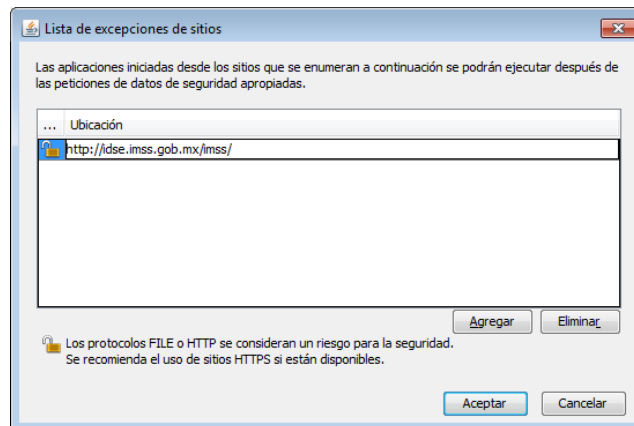 Lista de excepciones de sitios
Las aplicaciones iniciadas desde los sitios que se enumeran a continuación se podrán ejecutar después de
las peticiones de datos de seguridad apropiadas.
... Ubicación
http://idse.imss.gob.mx/imss/
Agregar Eliminar
Los protocolos FILE o HTTP se consideran un riesgo para la seguridad.
Se recomienda el uso de sitios HTTPS si están disponibles.
Aceptar Cancelar